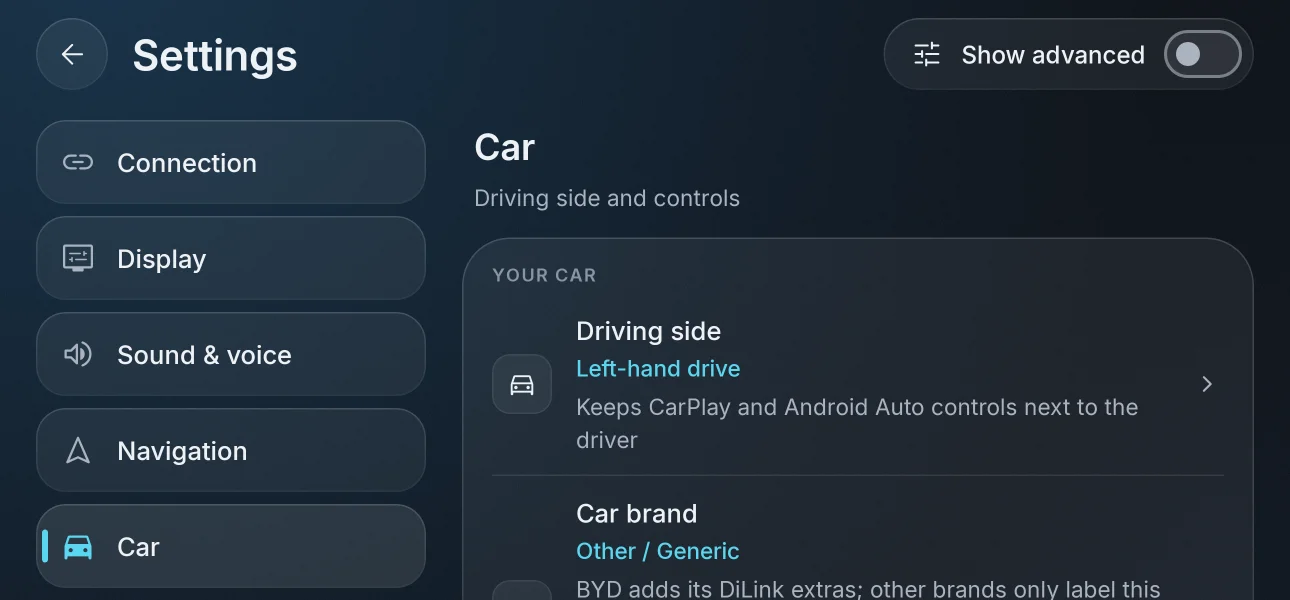 Settings
Show advanced
Connection
Display
Sound & voice
Navigation
Car
Car
Driving side and controls
YOUR CAR
Driving side
Left-hand drive
Keeps CarPlay and Android Auto controls next to the
driver
Car brand
Other / Generic
BYD adds its DiLink extras; other brands only label this